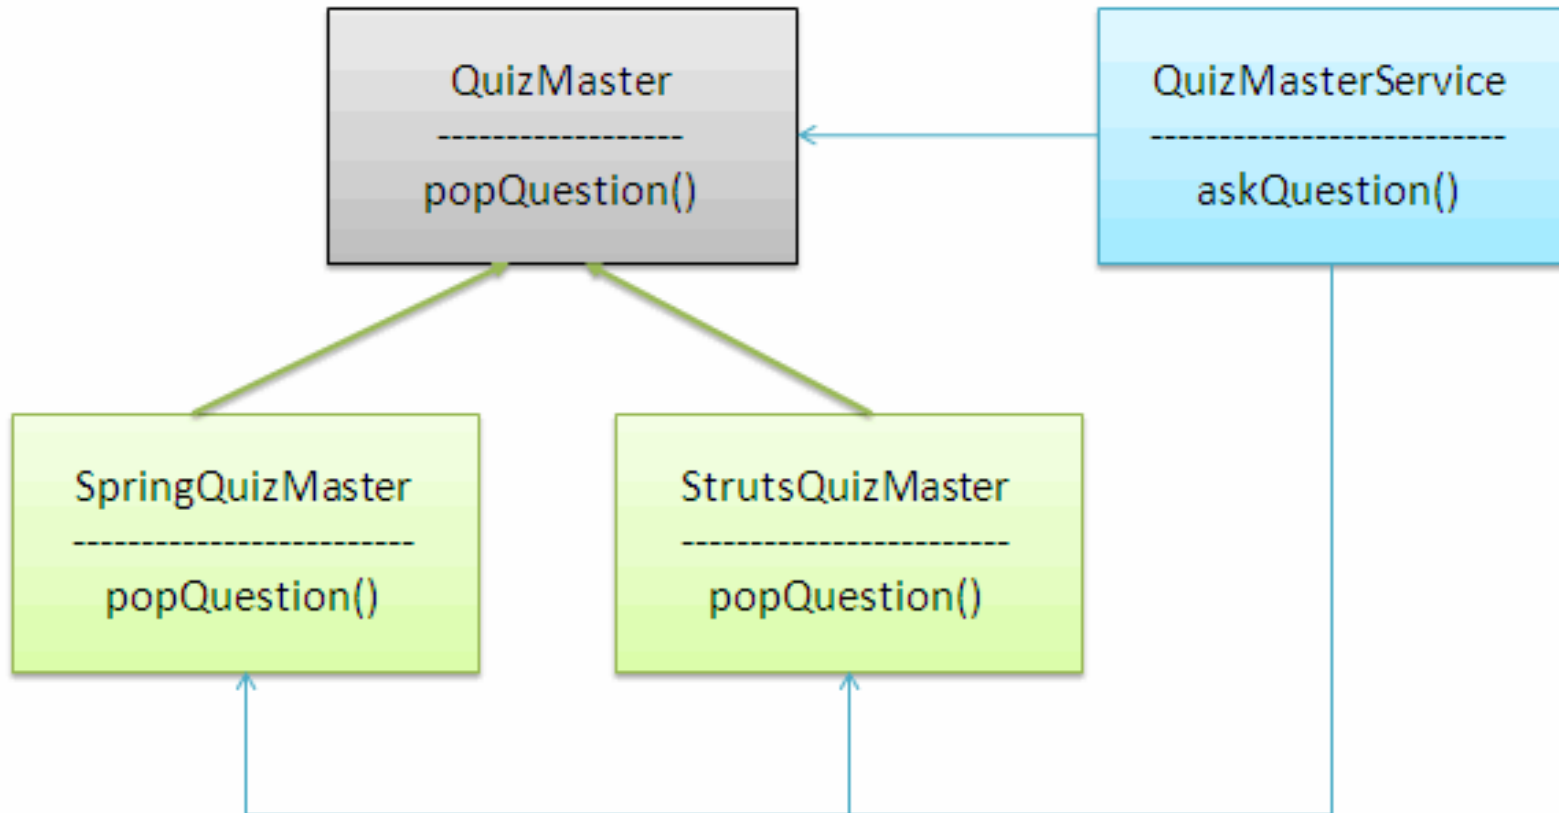 QuizMaster
------------------
popQuestion()
QuizMasterService
--------------------------
askQuestion()
SpringQuizMaster
-------------------------
popQuestion()
StrutsQuizMaster
------------------------
popQuestion()